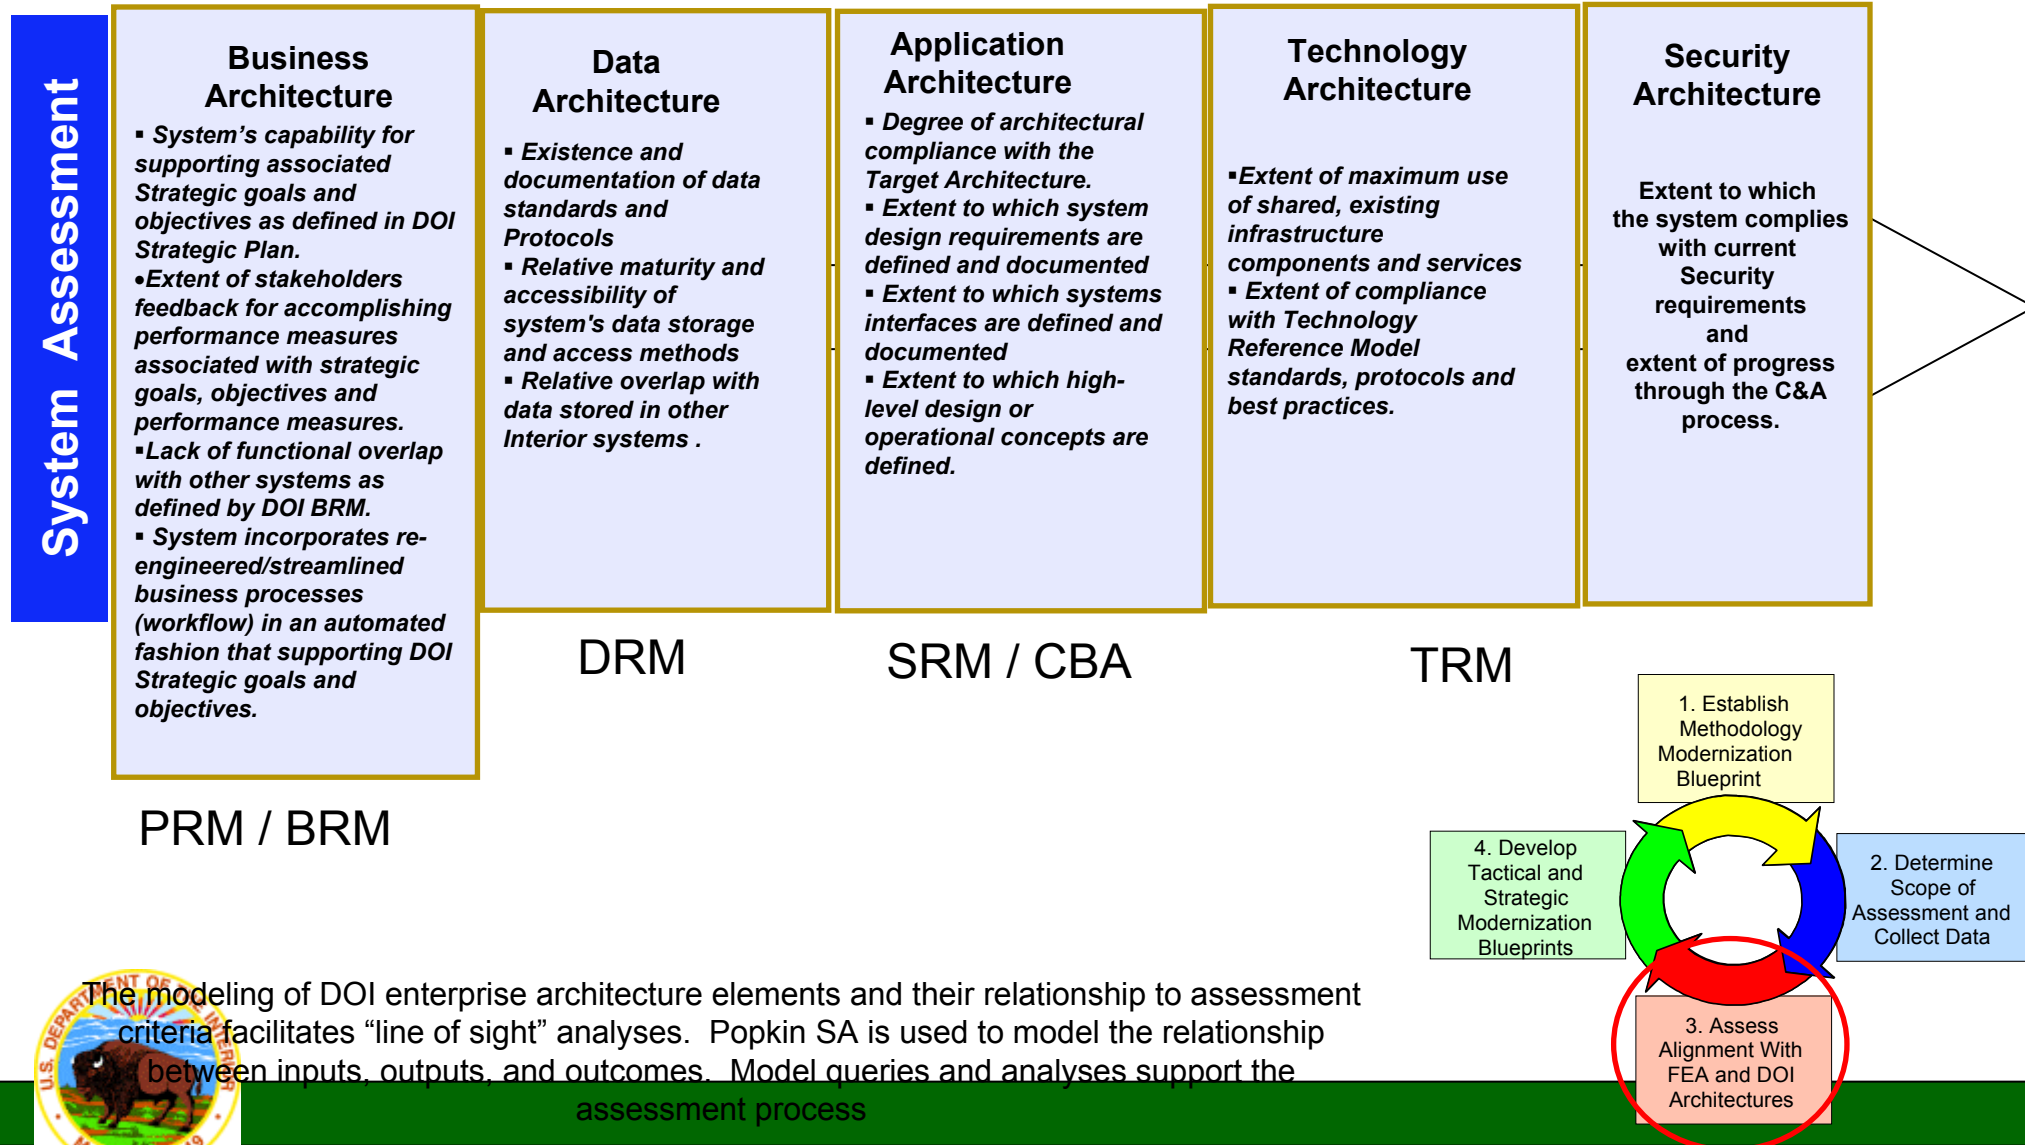 System Assessment
Business
Architecture
▪ System’s capability for
supporting associated
Strategic goals and
objectives as defined in DOI
Strategic Plan.
•Extent of stakeholders
feedback for accomplishing
performance measures
associated with strategic
goals, objectives and
performance measures.
▪Lack of functional overlap
with other systems as
defined by DOI BRM.
▪ System incorporates re-
engineered/streamlined
business processes
(workflow) in an automated
fashion that supporting DOI
Strategic goals and
objectives.
PRM / BRM
Data
Architecture
▪ Existence and
documentation of data
standards and
Protocols
▪ Relative maturity and
accessibility of
system's data storage
and access methods
▪ Relative overlap with
data stored in other
Interior systems .
DRM
Application
Architecture
▪ Degree of architectural
compliance with the
Target Architecture.
▪ Extent to which system
design requirements are
defined and documented
▪ Extent to which systems
interfaces are defined and
documented
▪ Extent to which high-
level design or
operational concepts are
defined.
SRM / CBA
Technology
Architecture
▪Extent of maximum use
of shared, existing
infrastructure
components and services
▪ Extent of compliance
with Technology
Reference Model
standards, protocols and
best practices.
TRM
Security
Architecture
Extent to which
the system complies
with current
Security
requirements
and
extent of progress
through the C&A
process.
1. Establish
Methodology
Modernization
Blueprint
2. Determine
Scope of
Assessment and
Collect Data
3. Assess
Alignment With
FEA and DOI
Architectures
4. Develop
Tactical and
Strategic
Modernization
Blueprints
The modeling of DOI enterprise architecture elements and their relationship to assessment
criteria facilitates “line of sight” analyses.  Popkin SA is used to model the relationship
between inputs, outputs, and outcomes.  Model queries and analyses support the
assessment process
U.S. DEPARTMENT OF THE INTERIOR